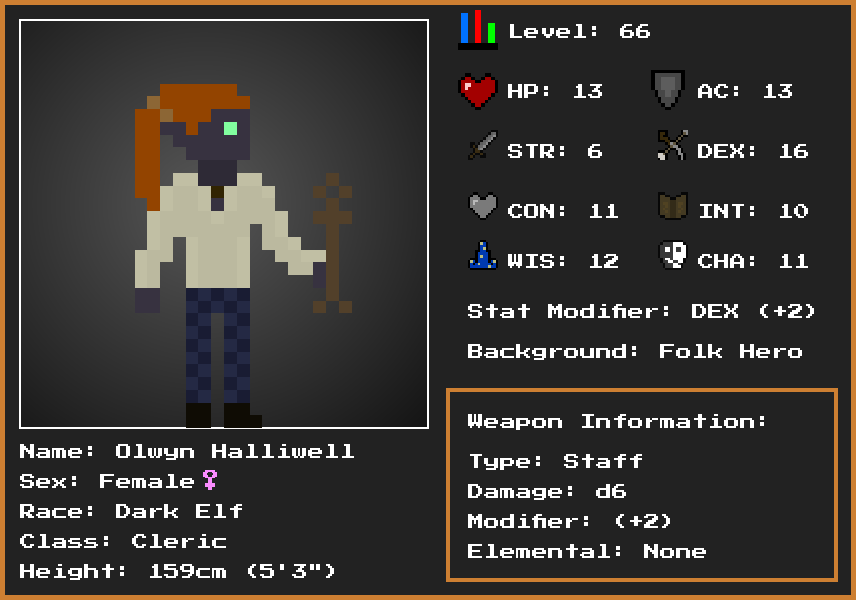 Level: 66
HP: 13
AC: 13
STR: 6
DEX: 16
CON: 11
INT: 10
WIS: 12
CHA: 11
Stat Modifier: DEX (+2)
Background: Folk Hero
Weapon Information:
Type: Staff
Damage: d6
Modifier: (+2)
Elemental: None
Name: Olwyn Halliwell
Sex: Female♀
Race: Dark Elf
Class: Cleric
Height: 159cm (5'3")